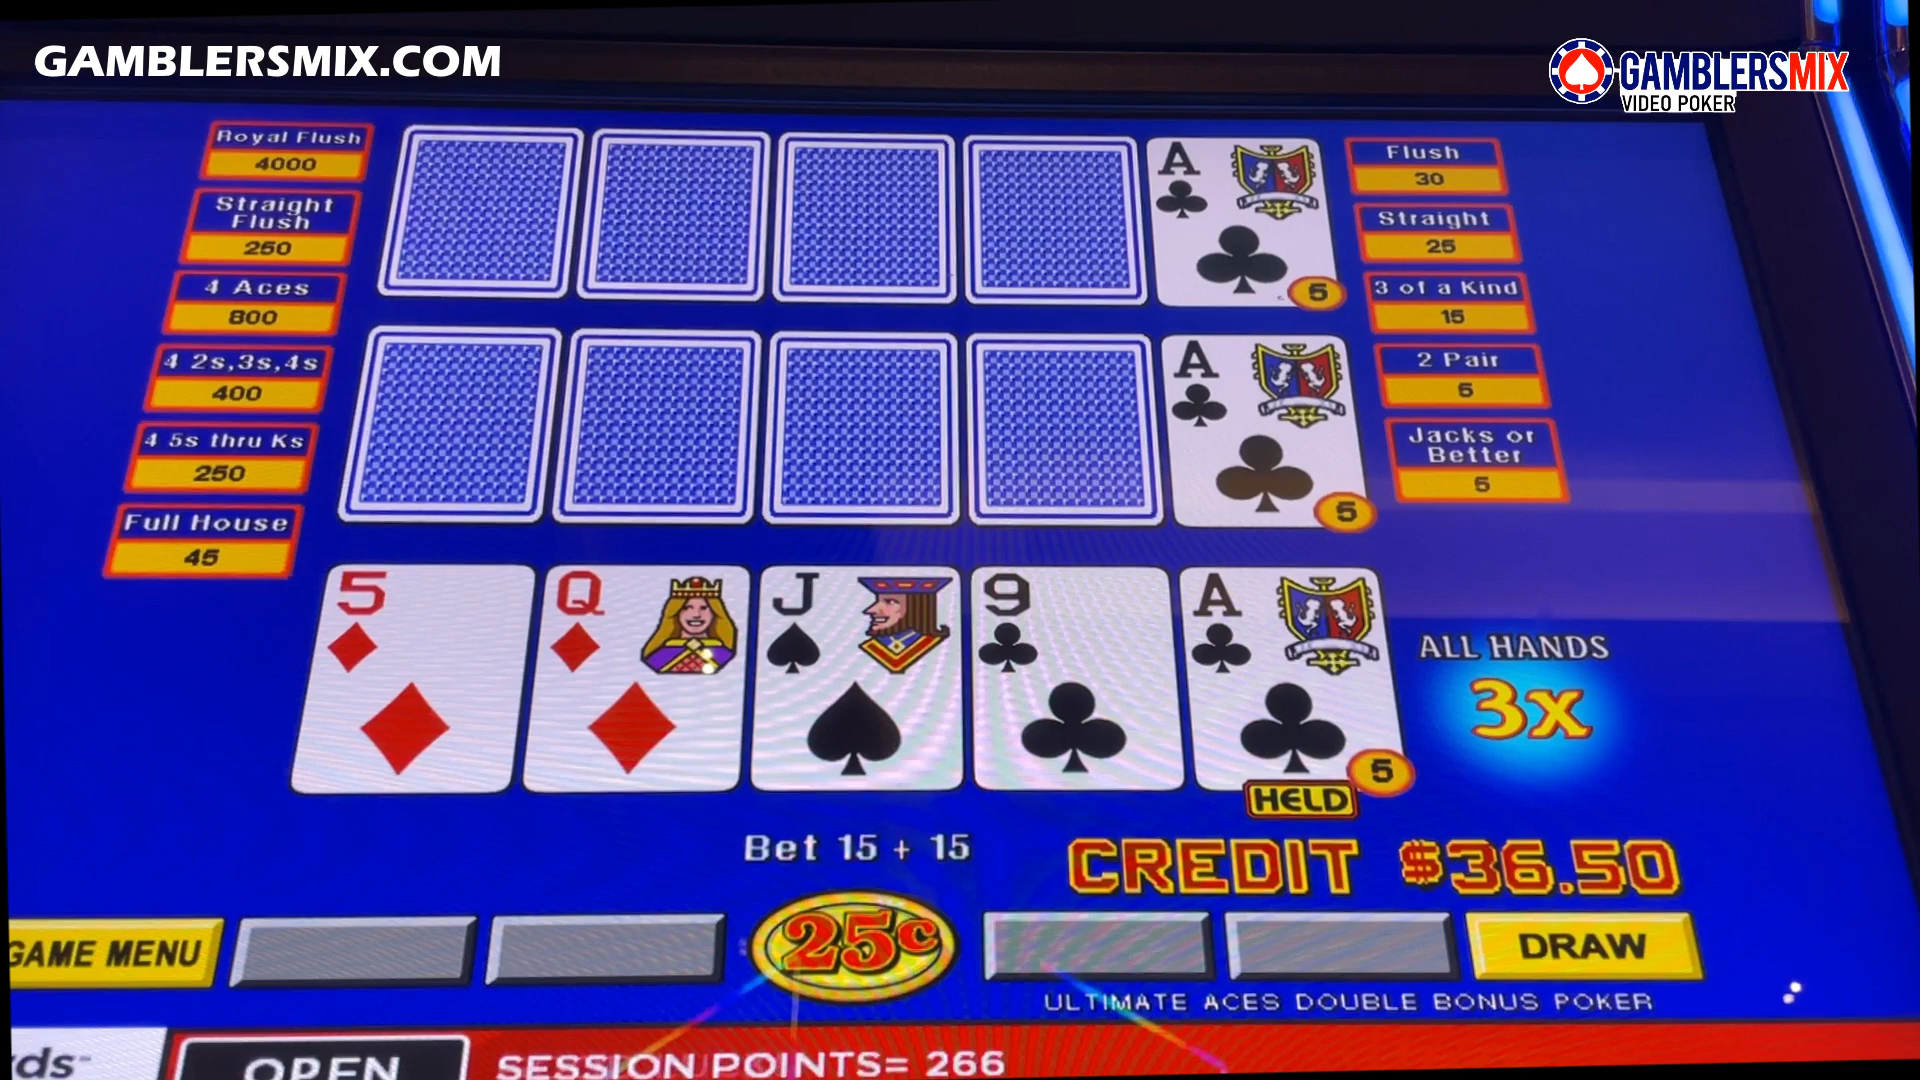 GAMBLERSMIX.COM
GAMBLERSMIX
VIDEO POKER
Royal Flush
4000
Straight
Flush
250
4 Aces
800
4 2s,3s,4s
400
4 5s thru Ks
250
Full House
45
A
5
A
5
Flush
30
Straight
25
3 of a Kind
15
2 Pair
5
Jacks or
Better
5
5
Q
J
9
A
5
HELD
ALL HANDS
3x
Bet 15 + 15
CREDIT $36.50
GAME MENU
25¢
DRAW
ULTIMATE ACES DOUBLE BONUS POKER
ds
OPEN
SESSION POINTS= 266